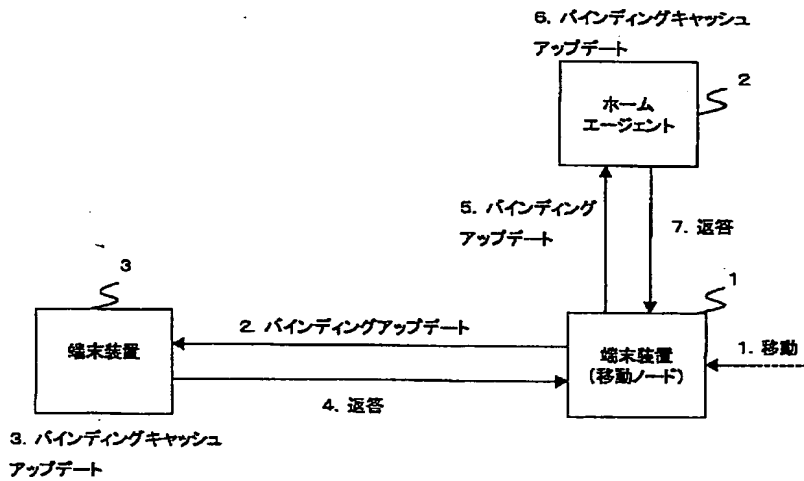 6. バインディングキャッシュ
アップデート
2
ホーム
エージェント
5. バインディング
アップデート
7. 返答
3
1
2. バインディングアップデート
端末装置
端末装置
(移動ノード)
1. 移動
4. 返答
3. バインディングキャッシュ
アップデート